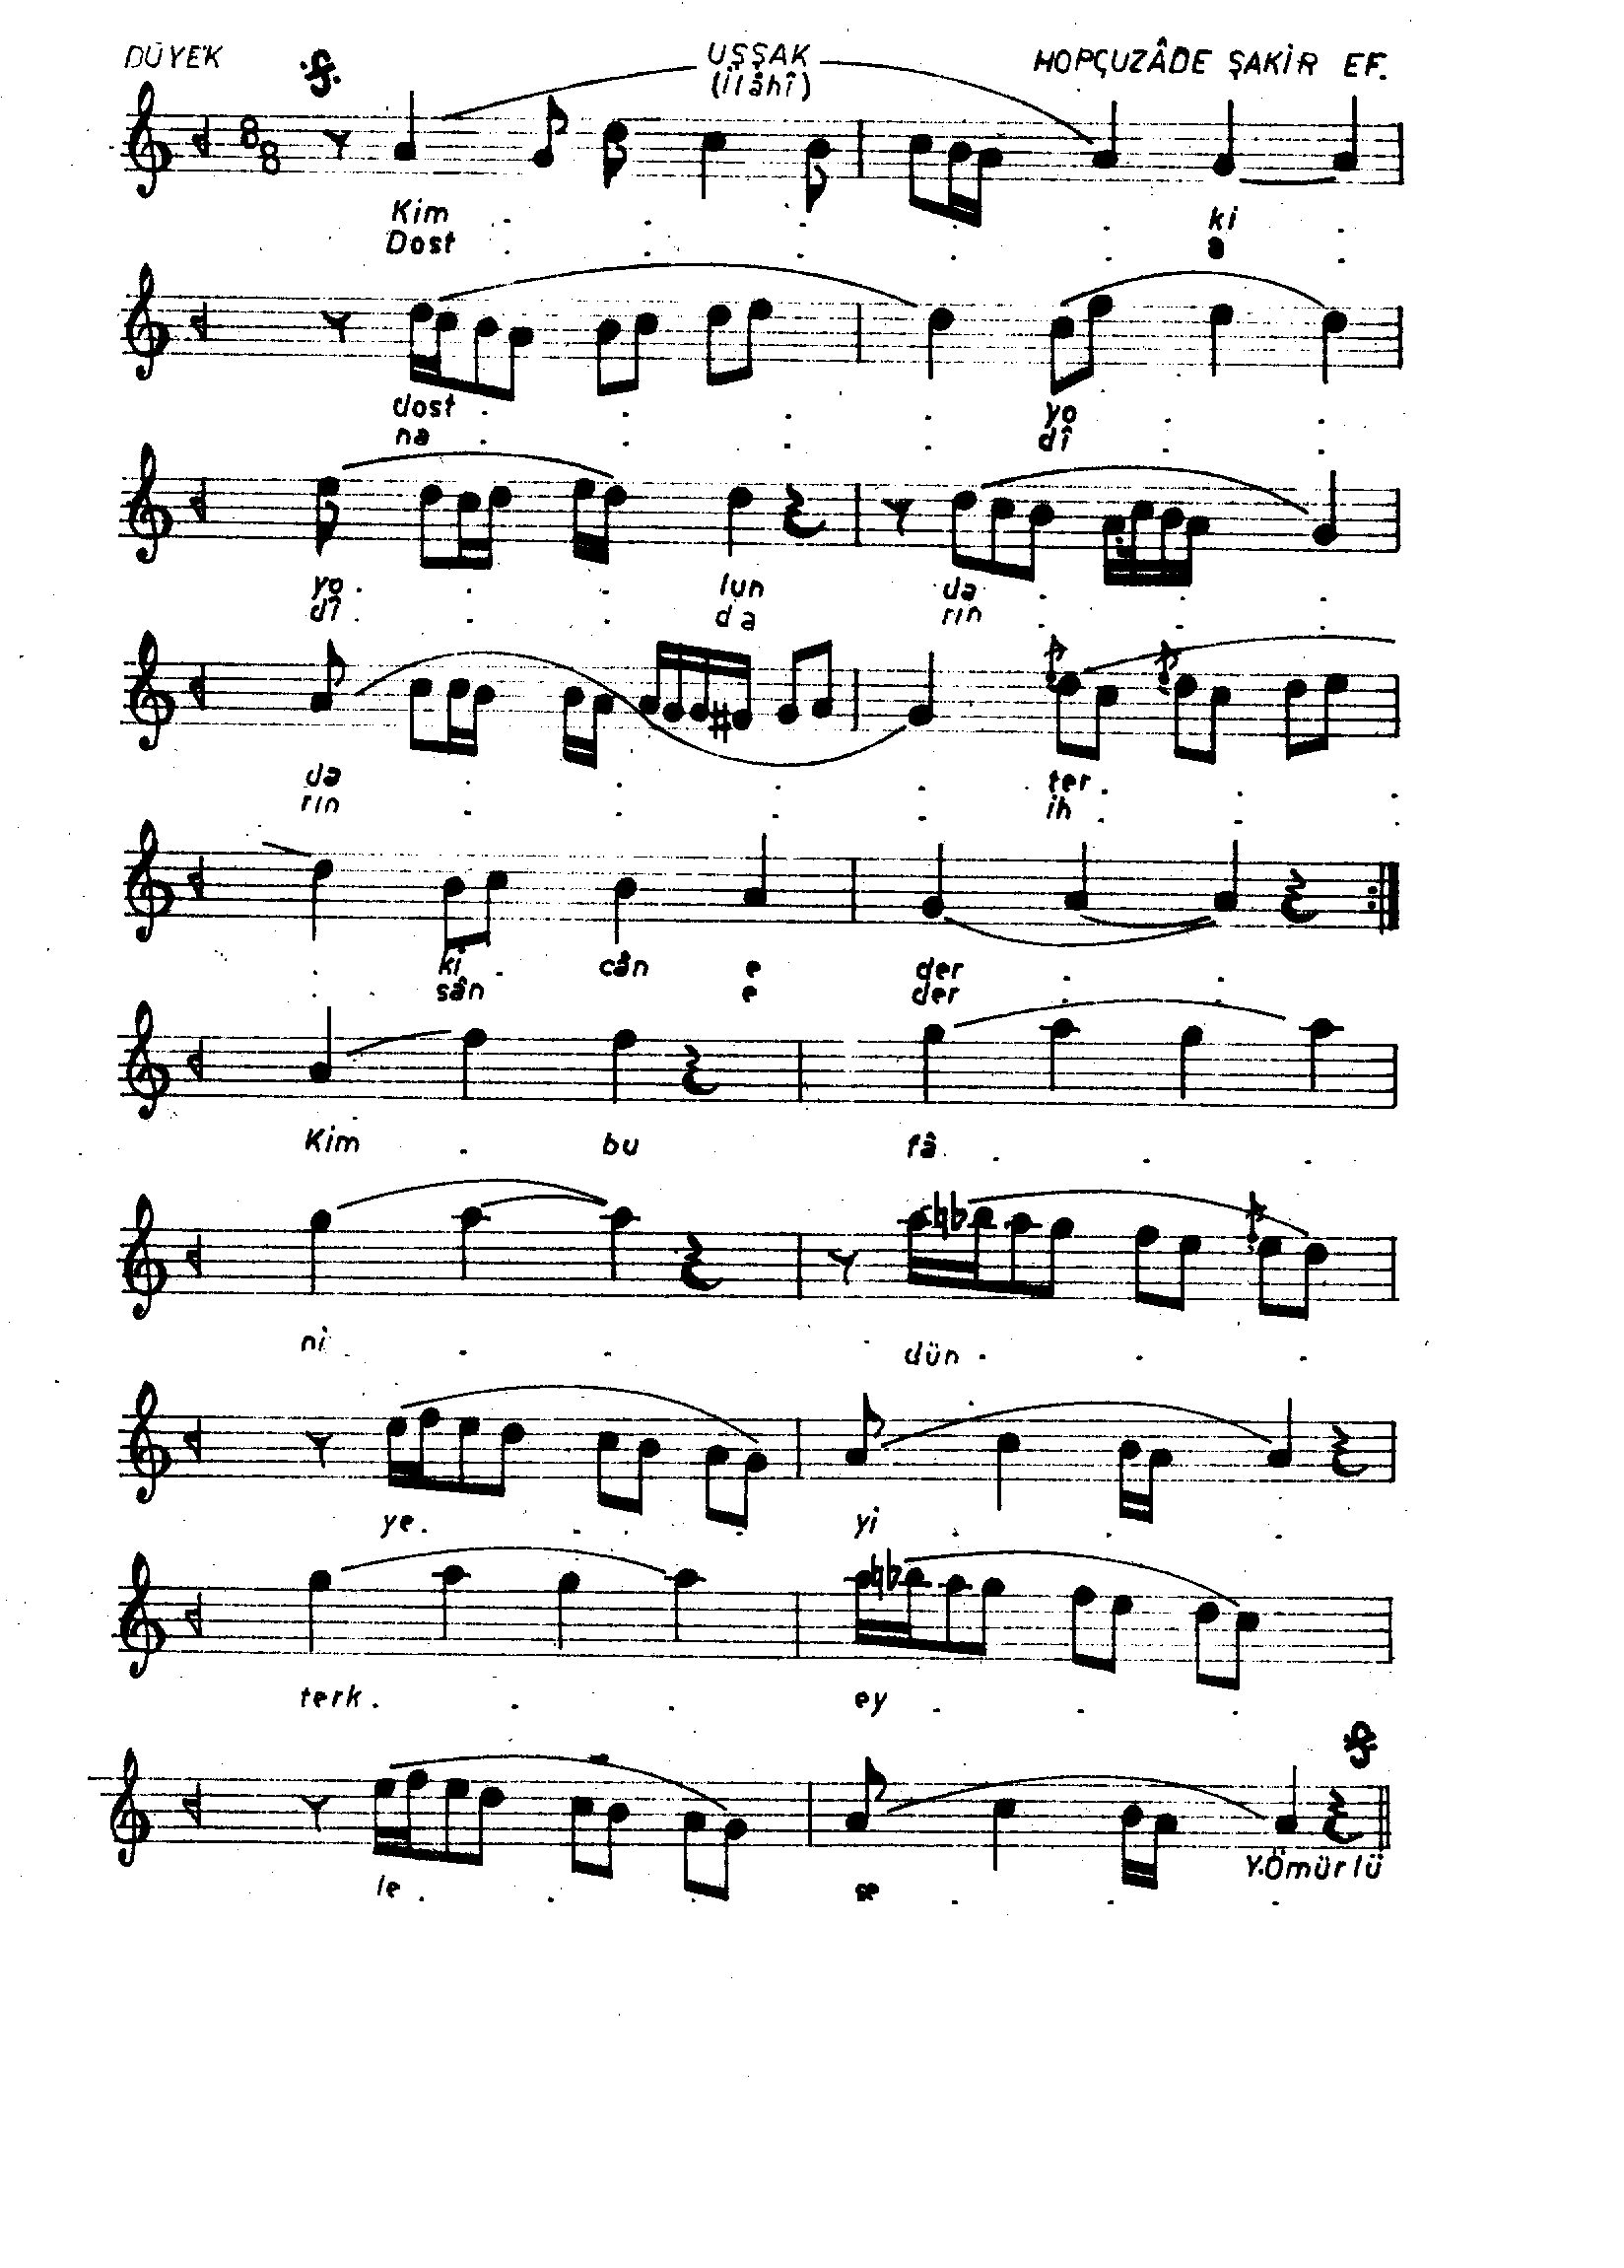 DÜYEK UŞŞAK HOPÇUZÂDE ŞAKİR EF.
(İlâhî)
8
8
Kim . . . . . ki .
Dost . . . . . a .
dost . . . . yo . .
na . . . . dî . .
yo . . . lun da . . .
dî . . . da rın . . .
da . . . . ter . . .
rın . . . . ih . . .
. ki . cân e der . .
. . sân e der . .
Kim . bu fâ . . .
ni . . . dün . . .
ye . . . . yi . . .
terk . . . ey . . .
Y.Ömürlü
le . . . se . . .